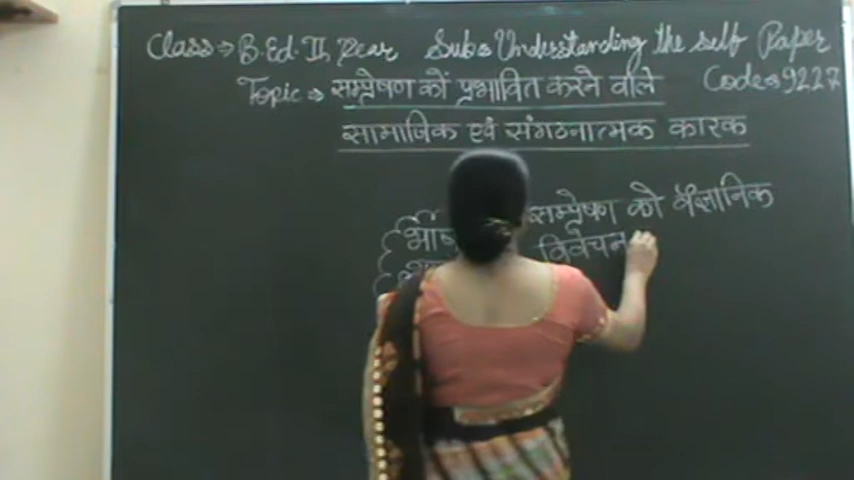 Class → B.Ed. II Year Sub: Understanding the self Paper
Topic → सम्प्रेषण को प्रभावित करने वाले Code: 9227
सामाजिक एवं संगठनात्मक कारक
सम्प्रेषण को वैज्ञानिक
विवेचन